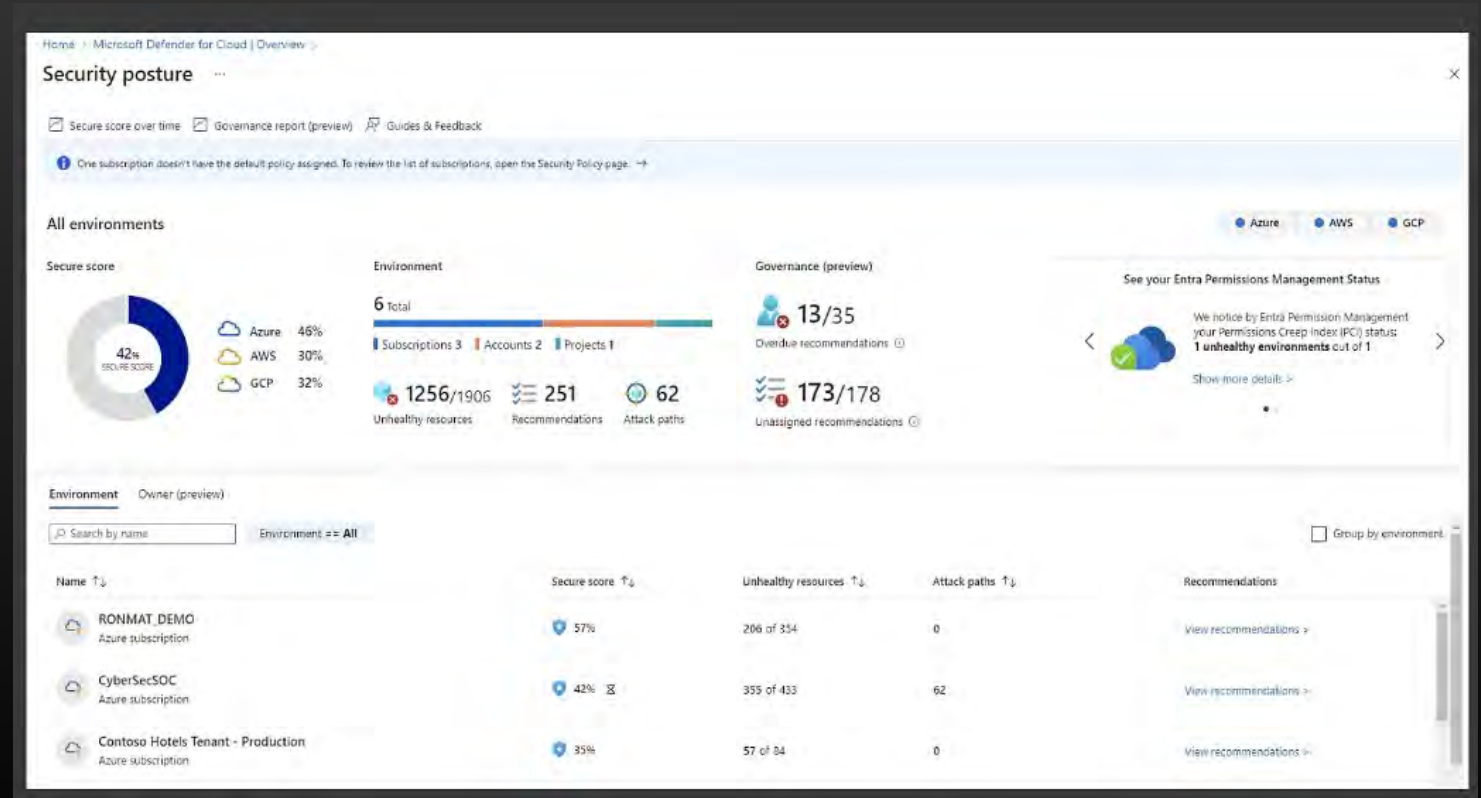 Home > Microsoft Defender for Cloud | Overview >
Security posture ...
Secure score over time Governance report (preview) Guides & Feedback
One subscription doesn't have the default policy assigned. To review the list of subscriptions, open the Security Policy page. →
All environments
Azure AWS GCP
Secure score
42%
SECURE SCORE
Azure 46%
AWS 30%
GCP 32%
Environment
6 Total
Subscriptions 3 Accounts 2 Projects 1
1256/1906
Unhealthy resources
251
Recommendations
62
Attack paths
Governance (preview)
13/35
Overdue recommendations
173/178
Unassigned recommendations
See your Entra Permissions Management Status
We notice by Entra Permission Management
your Permissions Creep Index (PCI) status:
1 unhealthy environments out of 1
Show more details >
Environment Owner (preview)
Search by name Environment == All Group by environment
Name ↑↓ Secure score ↑↓ Unhealthy resources ↑↓ Attack paths ↑↓ Recommendations
RONMAT_DEMO
Azure subscription
57% 206 of 354 0 View recommendations >
CyberSecSOC
Azure subscription
42% 355 of 433 62 View recommendations >
Contoso Hotels Tenant - Production
Azure subscription
35% 57 of 84 0 View recommendations >